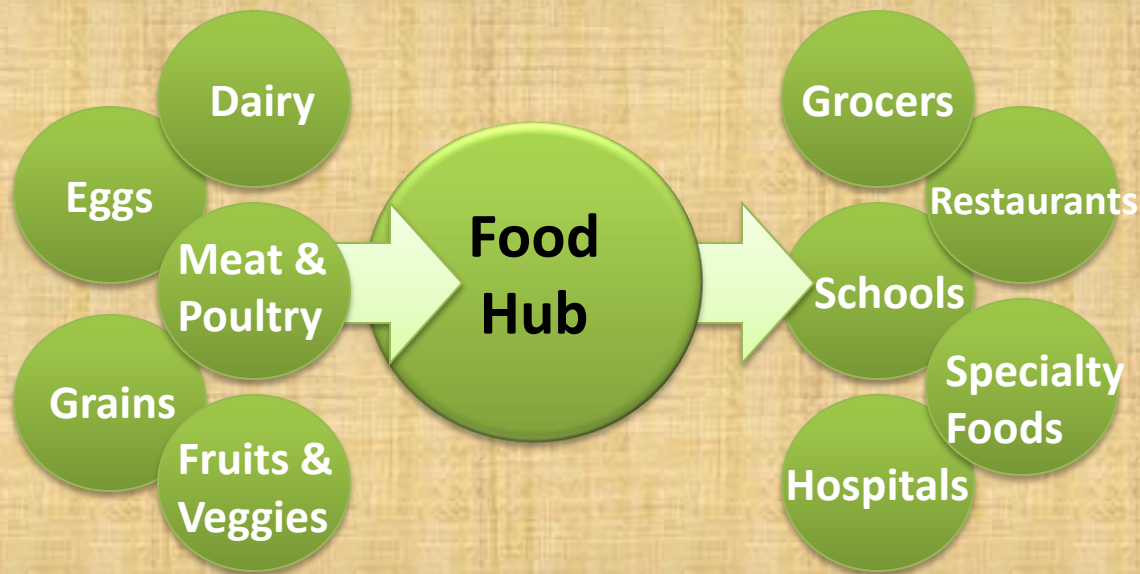 Dairy
Eggs
Meat &
Poultry
Grains
Fruits &
Veggies
Food
Hub
Grocers
Restaurants
Schools
Specialty
Foods
Hospitals